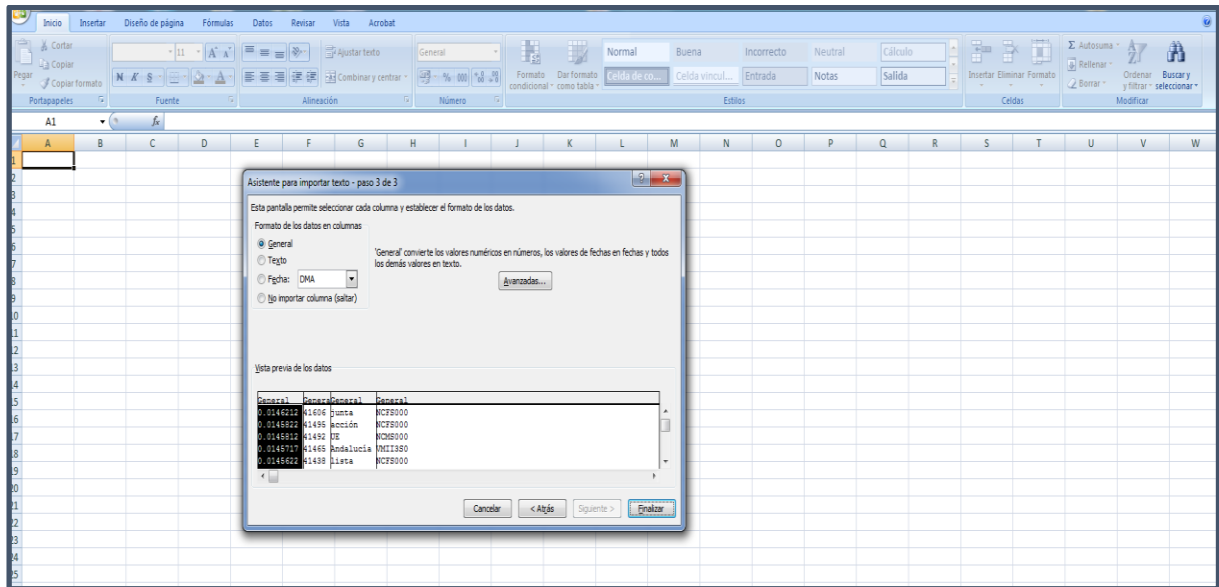 Inicio Insertar Diseño de página Fórmulas Datos Revisar Vista Acrobat
Cortar
Copiar
Copiar formato
Pegar
Portapapeles
11 A A
N K S
Fuente
Ajustar texto
Combinar y centrar
Alineación
General
% 000
Número
Formato condicional
Dar formato como tabla
Normal Buena Incorrecto Neutral Cálculo
Celda de co... Celda vincul... Entrada Notas Salida
Estilos
Insertar Eliminar Formato
Celdas
Σ Autosuma
Rellenar
Borrar
Ordenar y filtrar
Buscar y seleccionar
Modificar
A1 fx
A B C D E F G H I J K L M N O P Q R S T U V W
Asistente para importar texto - paso 3 de 3
Esta pantalla permite seleccionar cada columna y establecer el formato de los datos.
Formato de los datos en columnas
General
Texto
Fecha: DMA
No importar columna (saltar)
'General' convierte los valores numéricos en números, los valores de fechas en fechas y todos
los demás valores en texto.
Avanzadas...
Vista previa de los datos
General GeneraGeneral General
0.0146212 41606 junta NCFS000
0.0145822 41495 acción NCFS000
0.0145812 41492 UE NCMS000
0.0145717 41465 Andalucía VMII3S0
0.0145622 41438 lista NCFS000
Cancelar < Atrás Siguiente > Finalizar